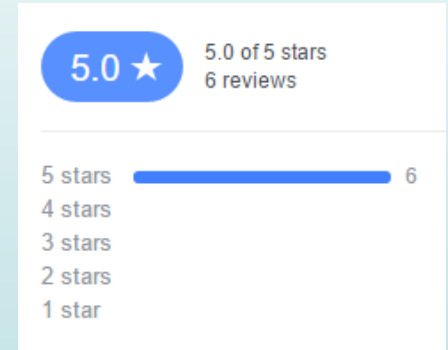 5.0 ★
5.0 of 5 stars
6 reviews
5 stars 6
4 stars
3 stars
2 stars
1 star